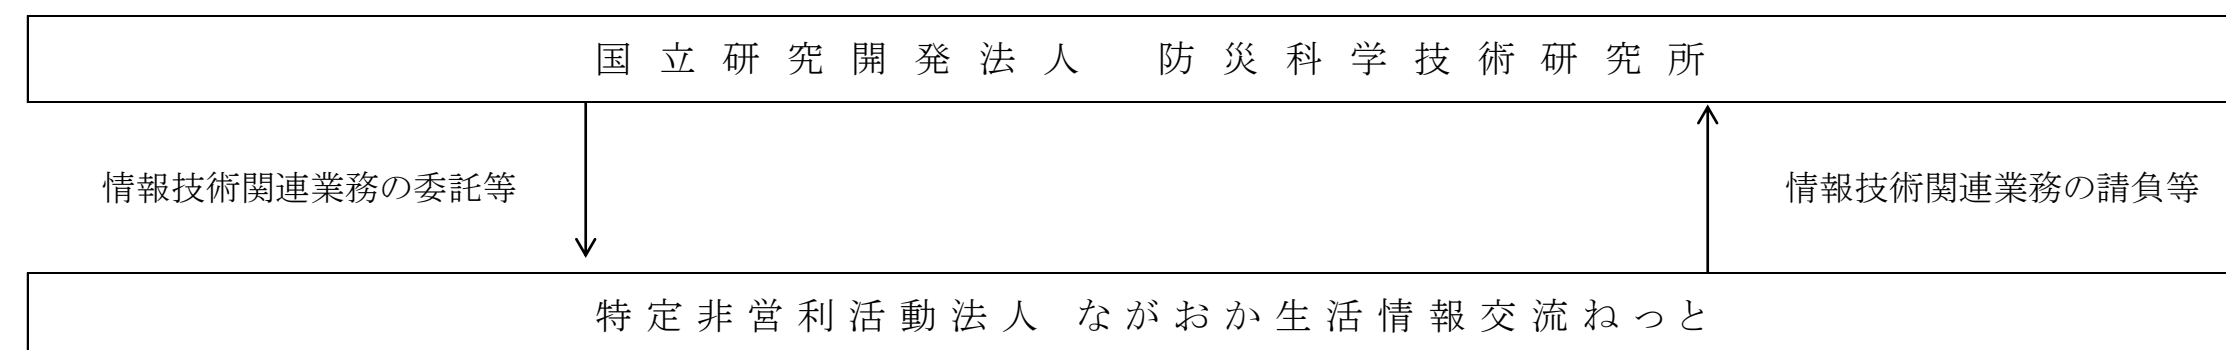 国立研究開発法人 防災科学技術研究所
情報技術関連業務の委託等
情報技術関連業務の請負等
特定非営利活動法人 ながおか生活情報交流ねっと